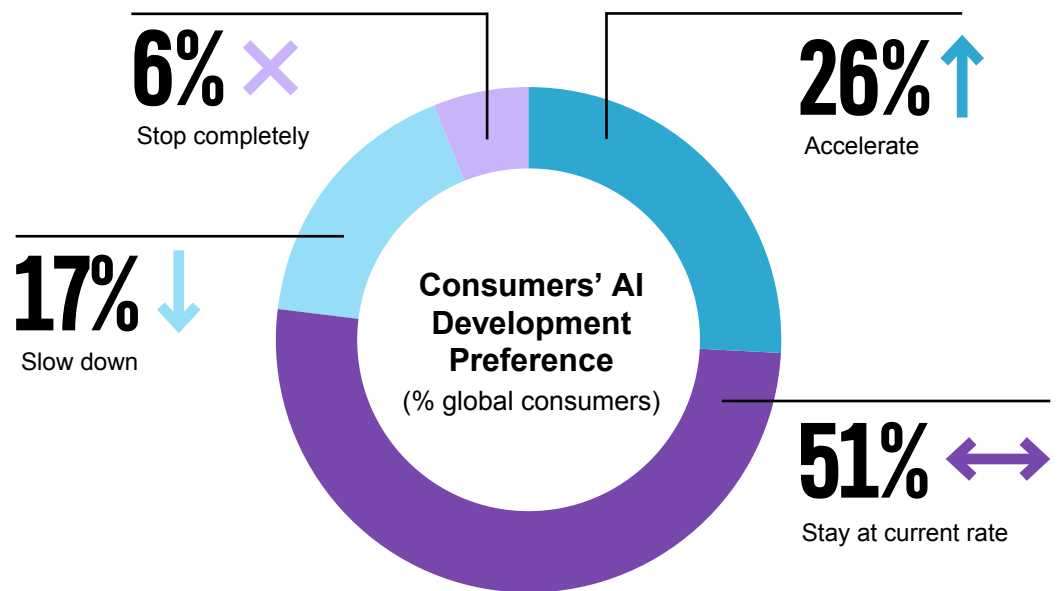 6%
Stop completely
26%
Accelerate
17%
Slow down
Consumers’ AI
Development
Preference
(% global consumers)
51%
Stay at current rate